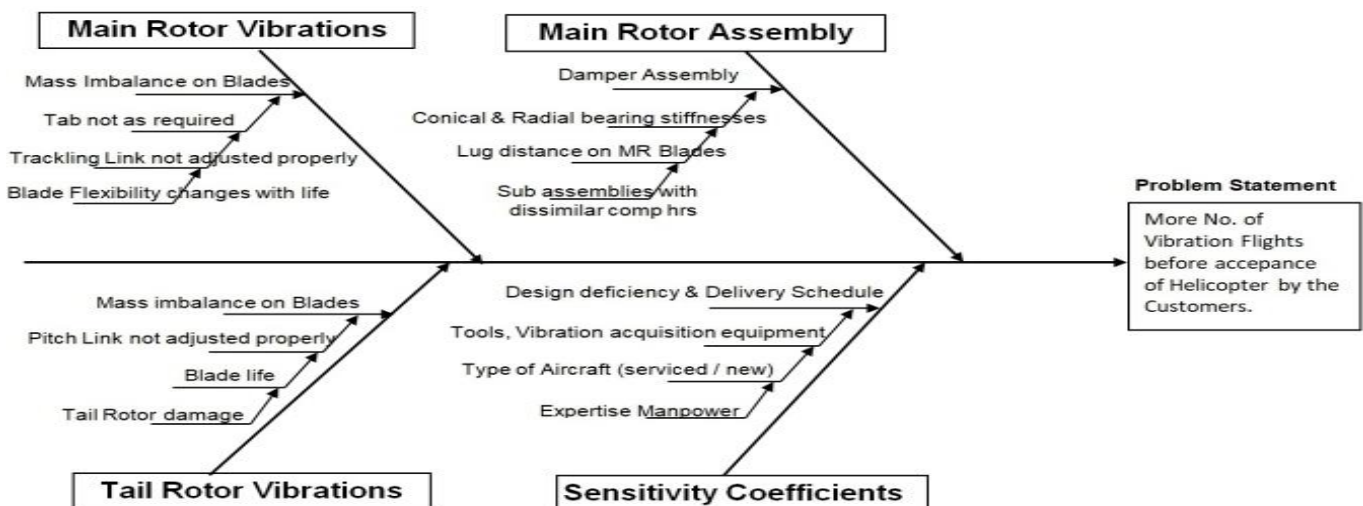 Main Rotor Vibrations
Mass Imbalance on Blades
Tab not as required
Trackling Link not adjusted properly
Blade Flexibility changes with life
Main Rotor Assembly
Damper Assembly
Conical & Radial bearing stiffnesses
Lug distance on MR Blades
Sub assemblies with
dissimilar comp hrs
Problem Statement
More No. of
Vibration Flights
before accepance
of Helicopter by the
Customers.
Mass imbalance on Blades
Pitch Link not adjusted properly
Blade life
Tail Rotor damage
Tail Rotor Vibrations
Design deficiency & Delivery Schedule
Tools, Vibration acquisition equipment
Type of Aircraft (serviced / new)
Expertise Manpower
Sensitivity Coefficients